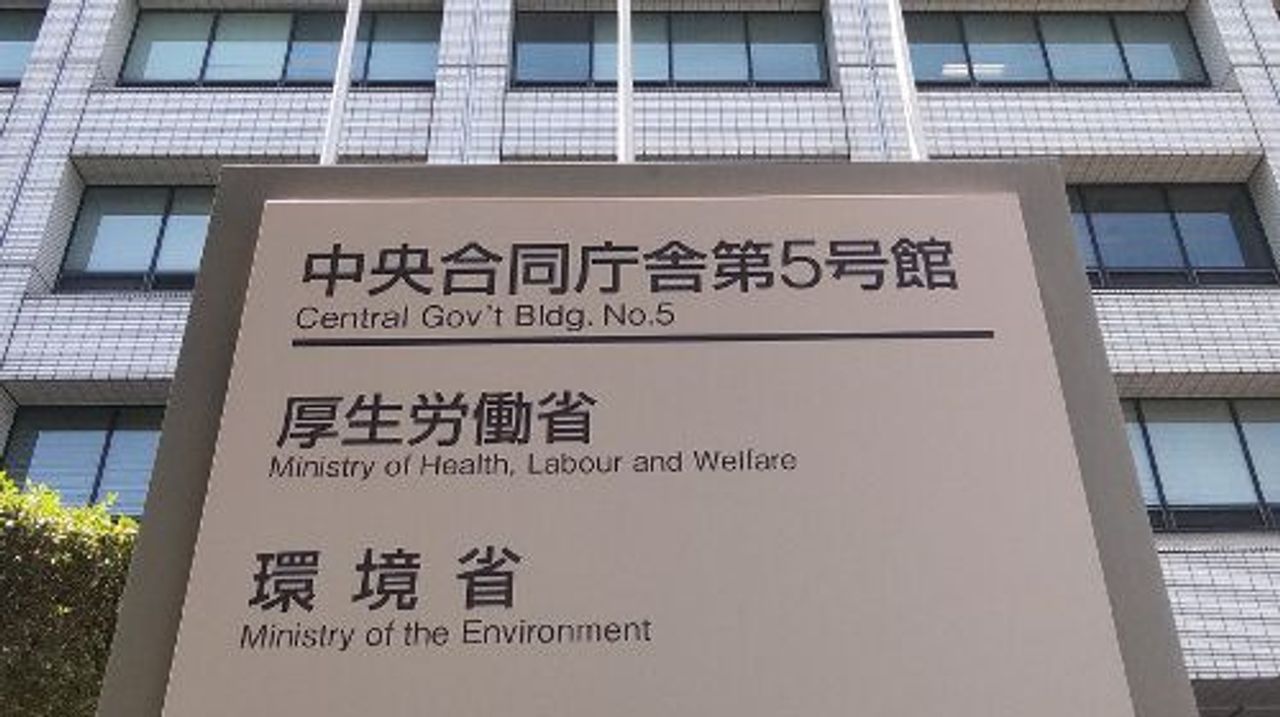 中央合同庁舎第5号館
Central Gov't Bldg. No.5
厚生労働省
Ministry of Health, Labour and Welfare
環境省
Ministry of the Environment